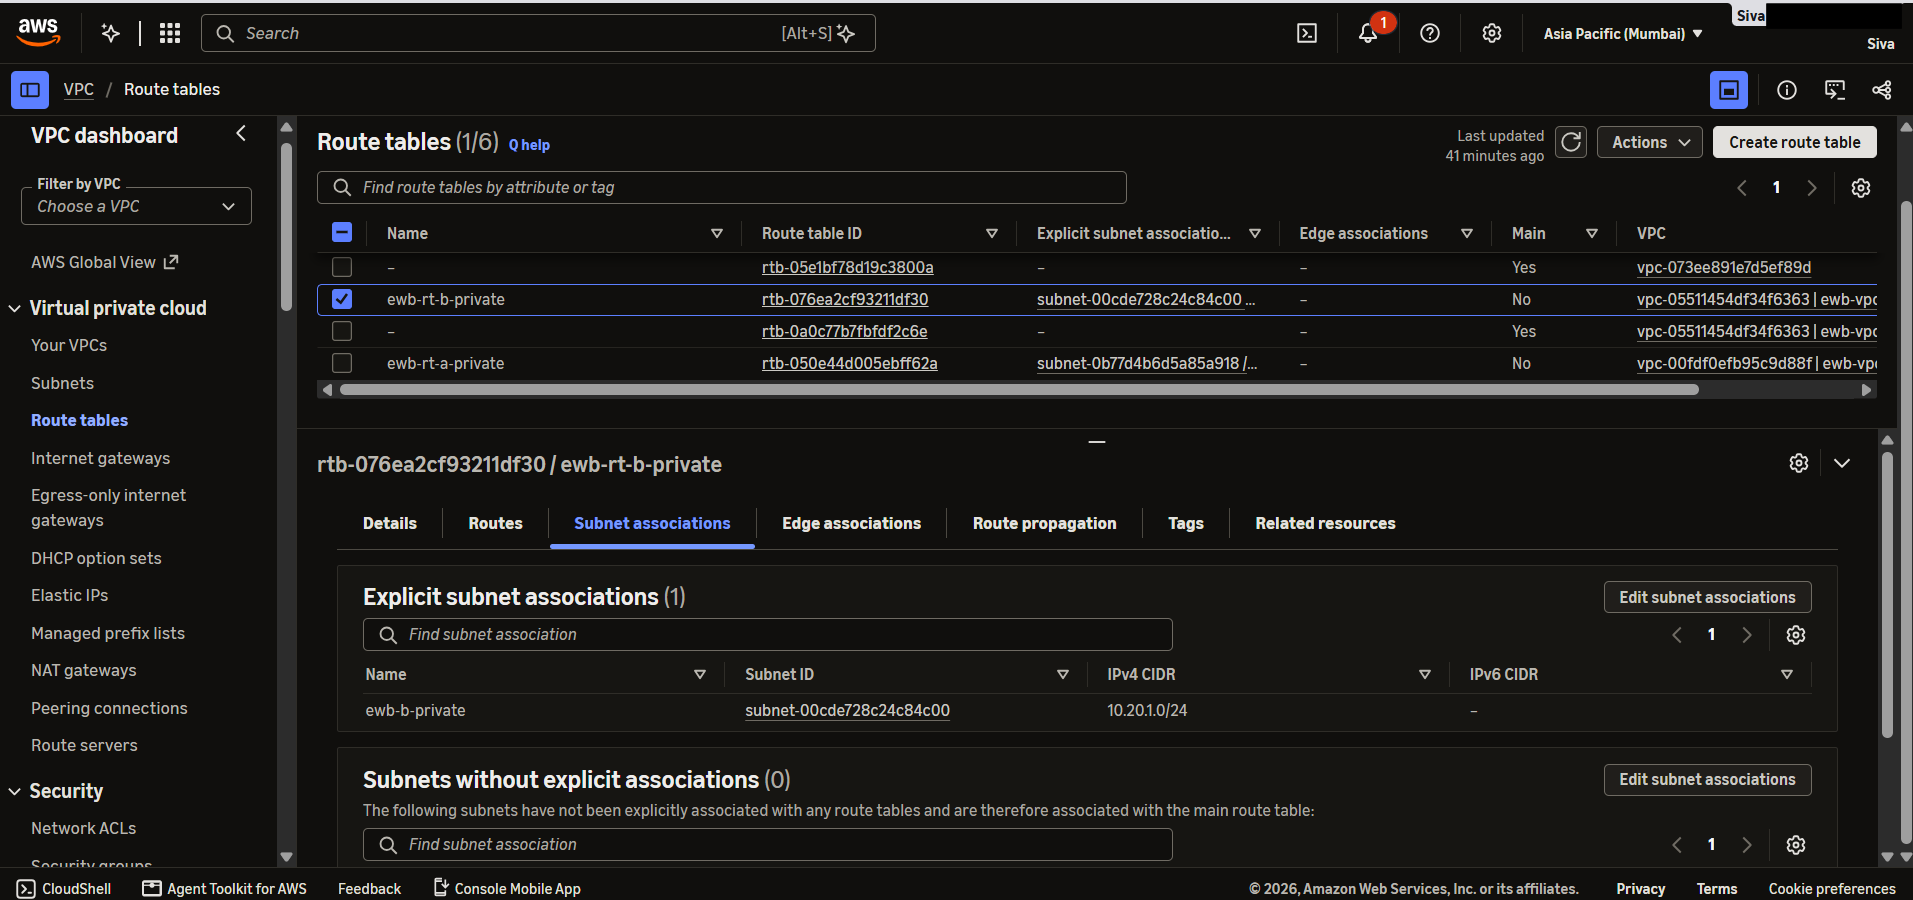 aws
Search
[Alt+S]
1
Asia Pacific (Mumbai)
Siva
Siva
VPC / Route tables
VPC dashboard
Filter by VPC
Choose a VPC
AWS Global View
Virtual private cloud
Your VPCs
Subnets
Route tables
Internet gateways
Egress-only internet
gateways
DHCP option sets
Elastic IPs
Managed prefix lists
NAT gateways
Peering connections
Route servers
Security
Network ACLs
Security groups
Route tables (1/6) Q help
Last updated
41 minutes ago
Actions
Create route table
Find route tables by attribute or tag
1
Name Route table ID Explicit subnet associatio... Edge associations Main VPC
– rtb-05e1bf78d19c3800a – – Yes vpc-073ee891e7d5ef89d
ewb-rt-b-private rtb-076ea2cf93211df30 subnet-00cde728c24c84c00 ... – No vpc-05511454df34f6363 | ewb-vpc
– rtb-0a0c77b7fbfdf2c6e – – Yes vpc-05511454df34f6363 | ewb-vpc
ewb-rt-a-private rtb-050e44d005ebff62a subnet-0b77d4b6d5a85a918 /... – No vpc-00fdf0efb95c9d88f | ewb-vpc
rtb-076ea2cf93211df30 / ewb-rt-b-private
Details Routes Subnet associations Edge associations Route propagation Tags Related resources
Explicit subnet associations (1)
Edit subnet associations
Find subnet association
1
Name Subnet ID IPv4 CIDR IPv6 CIDR
ewb-b-private subnet-00cde728c24c84c00 10.20.1.0/24 –
Subnets without explicit associations (0)
Edit subnet associations
The following subnets have not been explicitly associated with any route tables and are therefore associated with the main route table:
Find subnet association
1
CloudShell Agent Toolkit for AWS Feedback Console Mobile App
© 2026, Amazon Web Services, Inc. or its affiliates. Privacy Terms Cookie preferences